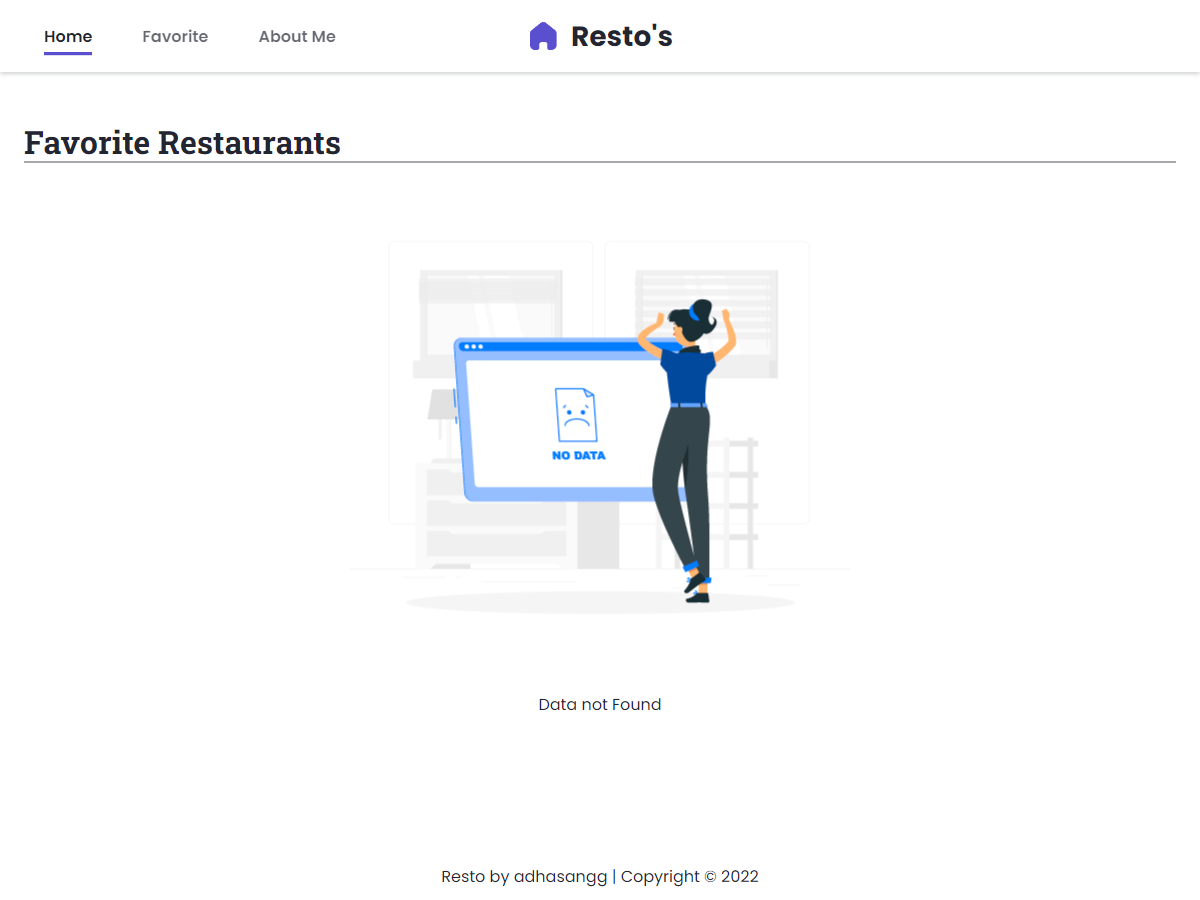 Home Favorite About Me Resto's
Favorite Restaurants
NO DATA
Data not Found
Resto by adhasangg | Copyright © 2022